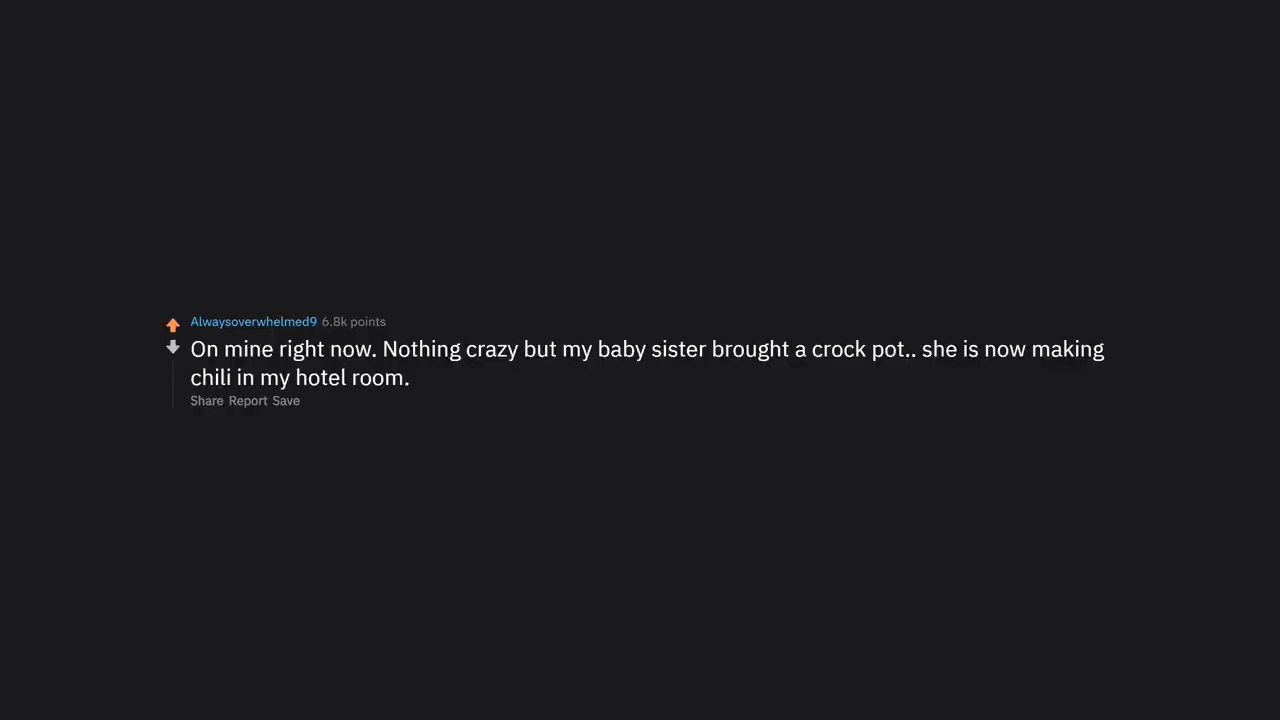 Alwaysoverwhelmed9 6.8k points
On mine right now. Nothing crazy but my baby sister brought a crock pot.. she is now making
chili in my hotel room.
Share Report Save